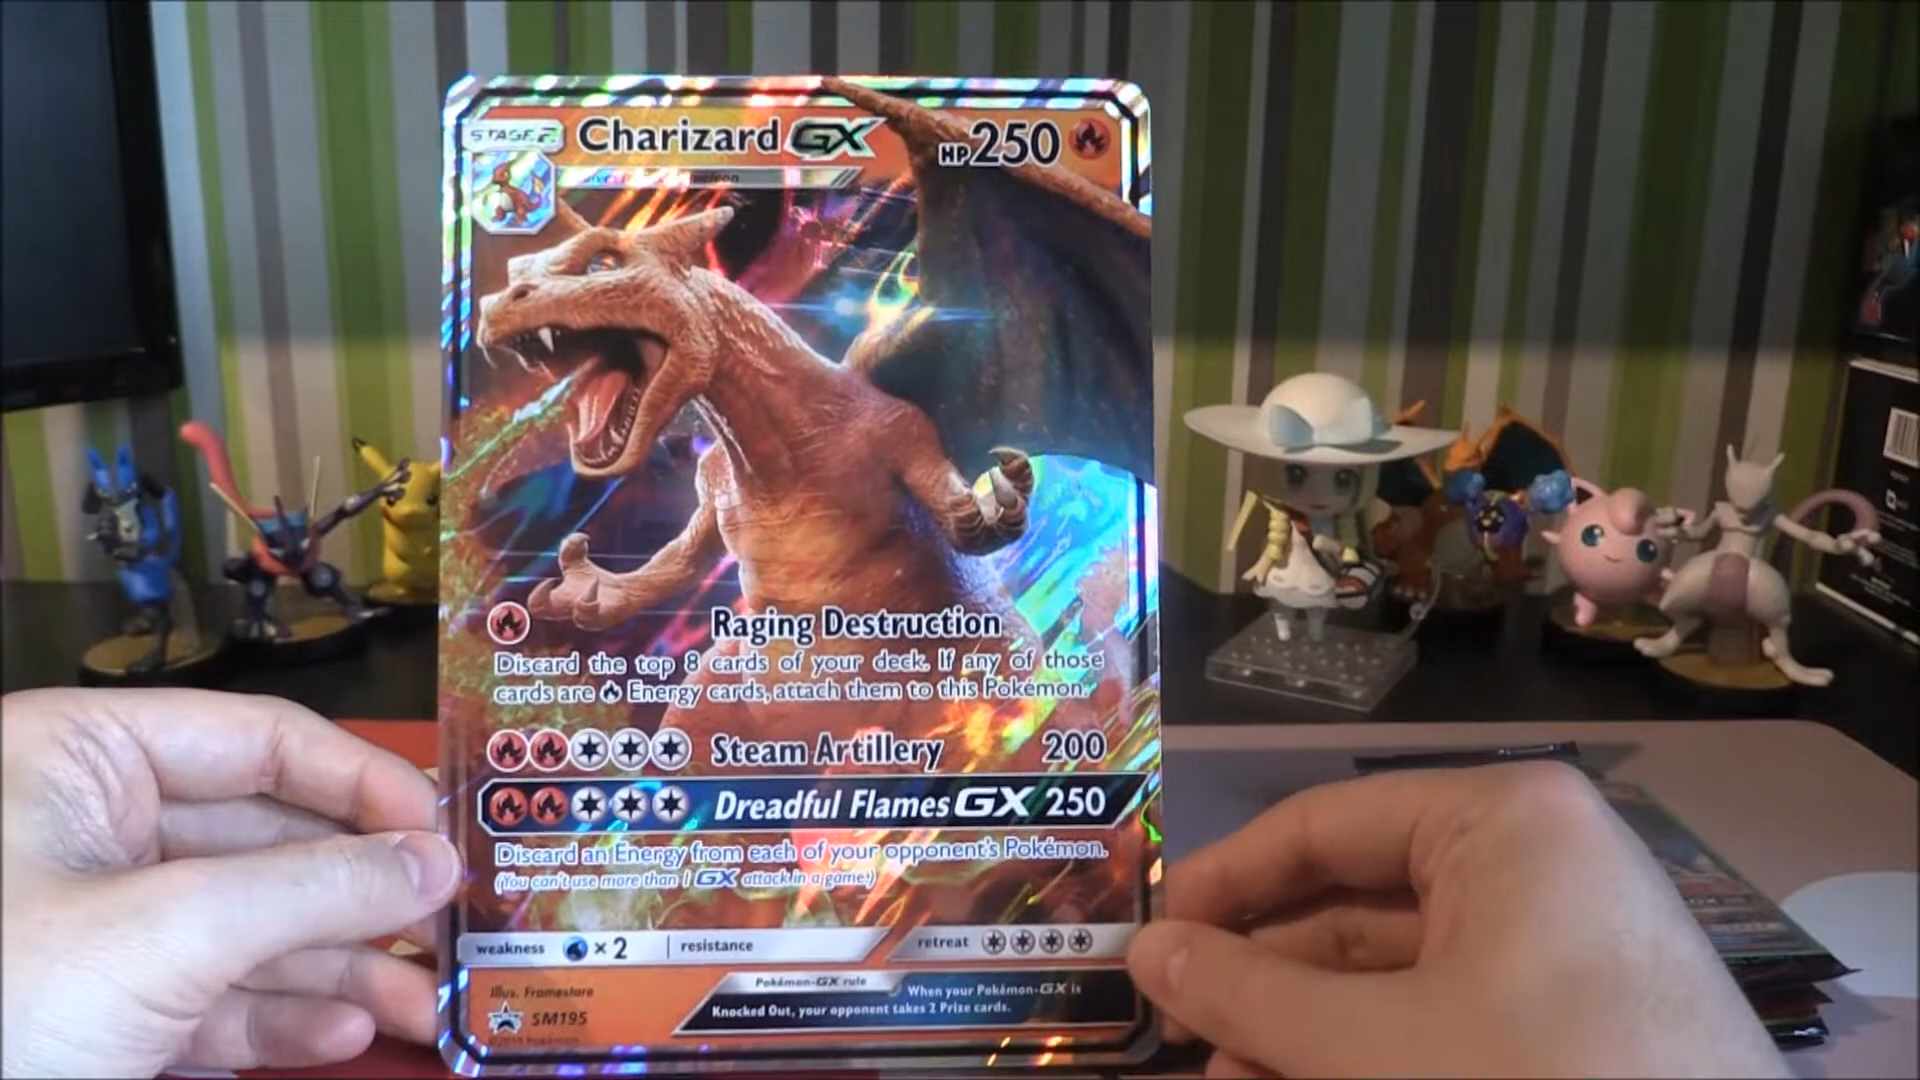 STAGE 2
Charizard GX
HP 250
Raging Destruction
Discard the top 8 cards of your deck. If any of those
cards are Energy cards, attach them to this Pokémon.
Steam Artillery 200
Dreadful Flames GX 250
Discard an Energy from each of your opponent's Pokémon.
(You can't use more than 1 GX attack in a game.)
weakness × 2 resistance retreat
Illus. Framestore
SM195
Pokémon-GX rule
When your Pokémon-GX is
Knocked Out, your opponent takes 2 Prize cards.